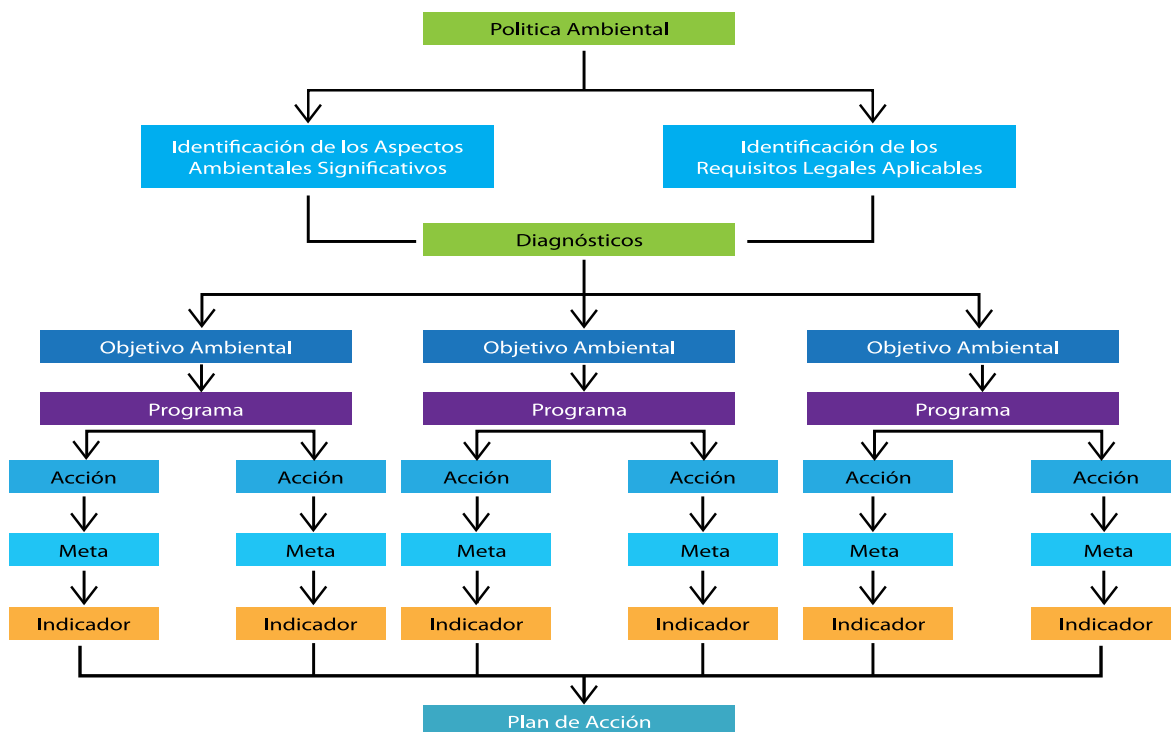 Politica Ambiental
Identificación de los Aspectos
Ambientales Significativos
Identificación de los
Requisitos Legales Aplicables
Diagnósticos
Objetivo Ambiental
Objetivo Ambiental
Objetivo Ambiental
Programa
Programa
Programa
Acción
Acción
Acción
Acción
Acción
Acción
Meta
Meta
Meta
Meta
Meta
Meta
Indicador
Indicador
Indicador
Indicador
Indicador
Indicador
Plan de Acción